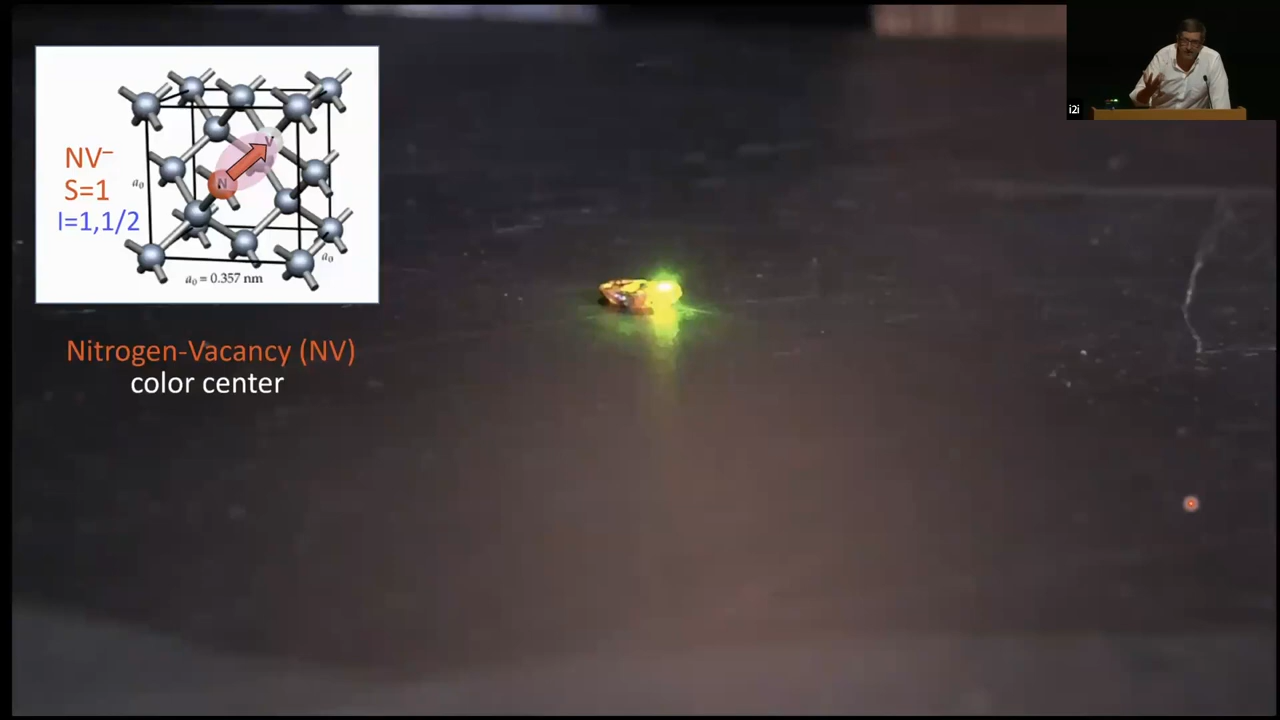 NV⁻
S=1
I=1,1/2
V
N
a₀
a₀
a₀ = 0.357 nm
Nitrogen-Vacancy (NV)
color center
i2i